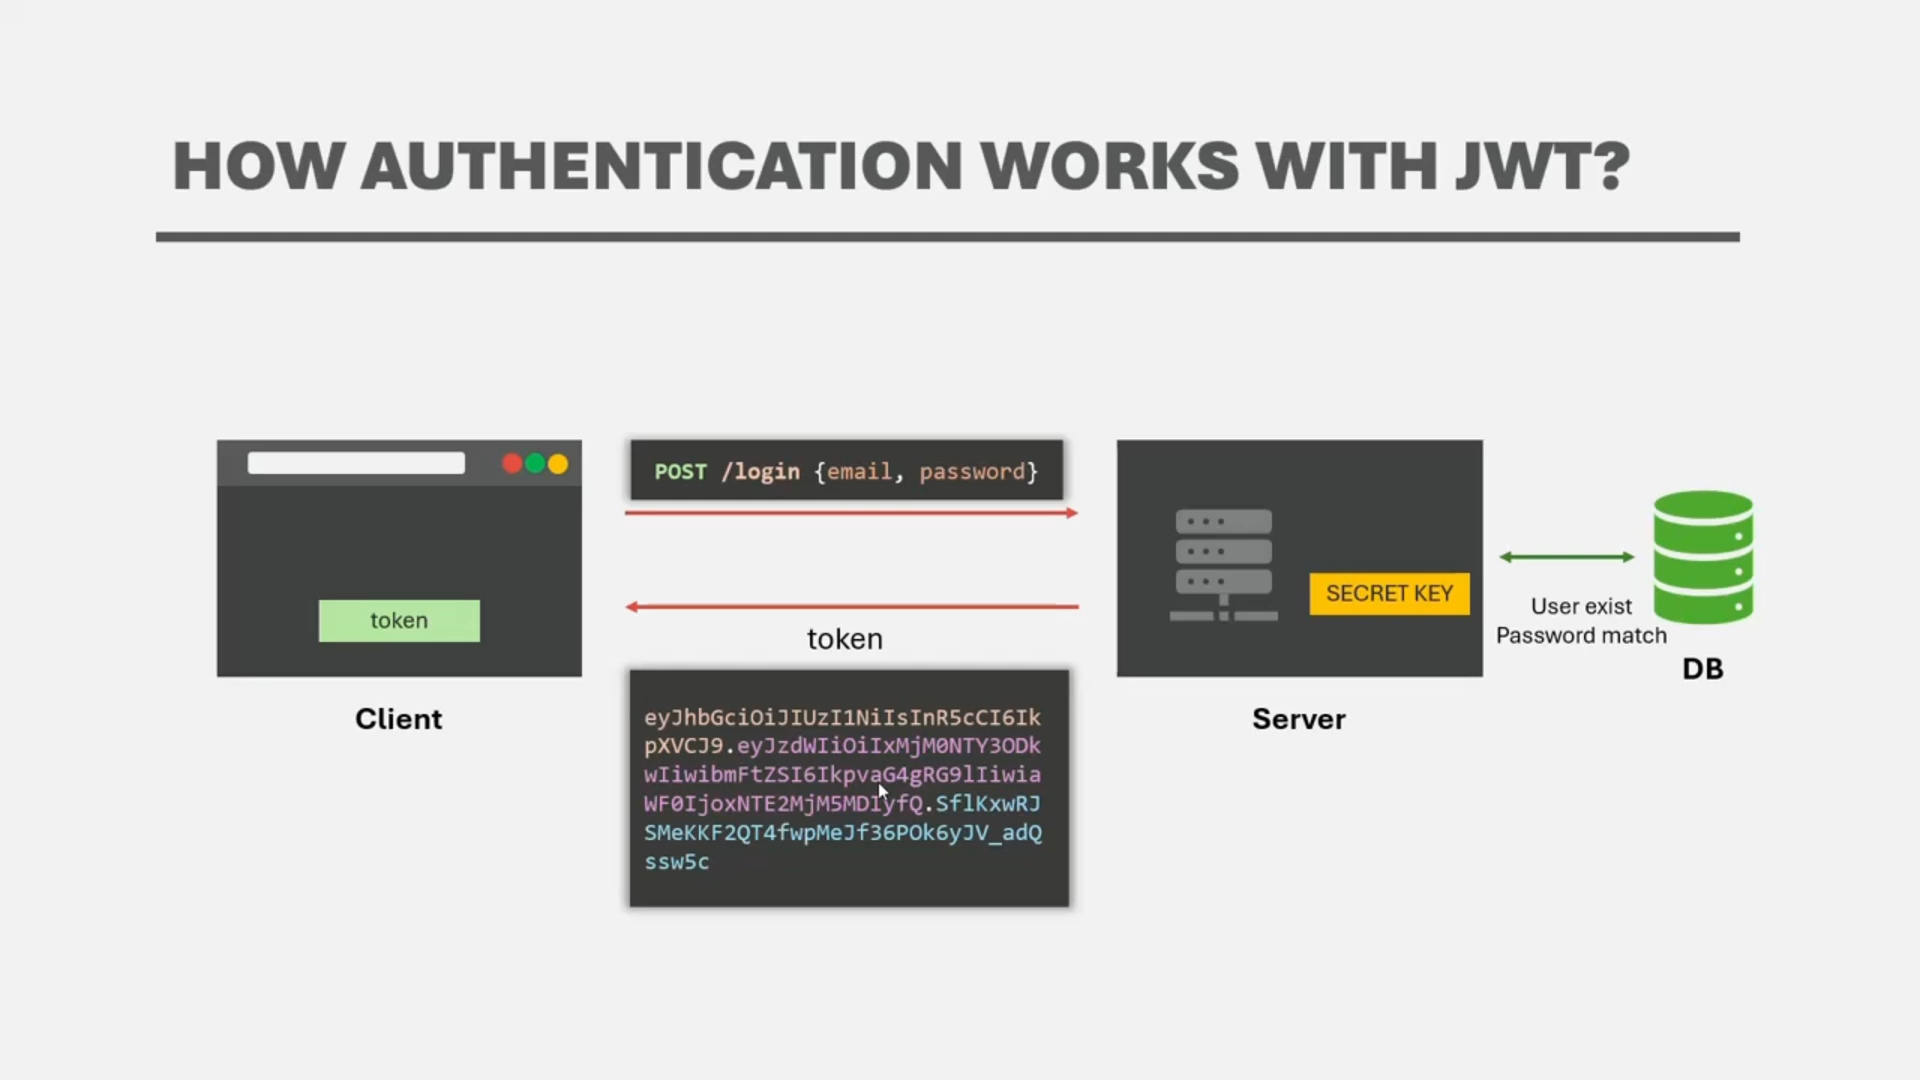 HOW AUTHENTICATION WORKS WITH JWT?
POST /login {email, password}
token
SECRET KEY
User exist
Password match
DB
token
Client
Server
eyJhbGciOiJIUzI1NiIsInR5cCI6Ik
pXVCJ9.eyJzdWIiOiIxMjM0NTY3ODk
wIiwibmFtZSI6IkpvaG4gRG9lIiwia
WF0IjoxNTE2MjM5MDIyfQ.SflKxwRJ
SMeKKF2QT4fwpMeJf36POk6yJV_adQ
ssw5c